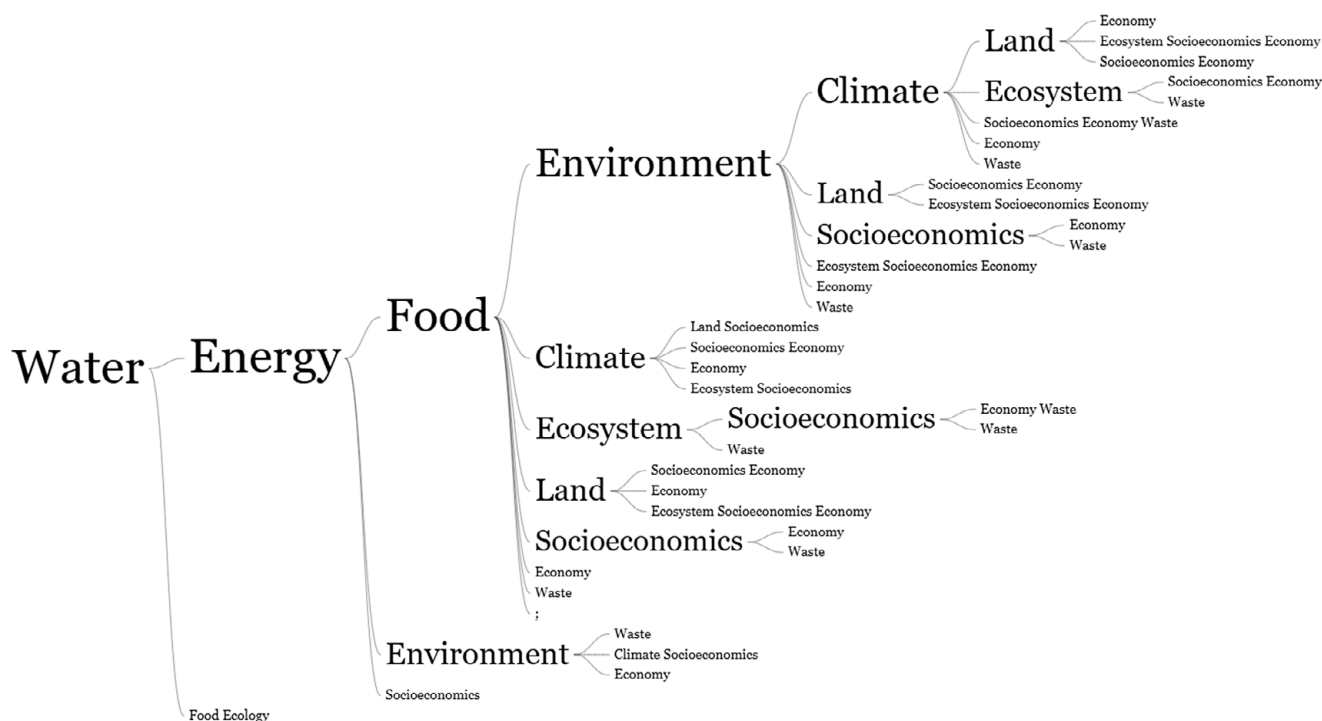 Economy
Land
Ecosystem Socioeconomics Economy
Socioeconomics Economy
Socioeconomics Economy
Climate
Ecosystem
Waste
Socioeconomics Economy Waste
Economy
Environment
Waste
Socioeconomics Economy
Land
Ecosystem Socioeconomics Economy
Economy
Socioeconomics
Waste
Ecosystem Socioeconomics Economy
Economy
Waste
Food
Land Socioeconomics
Socioeconomics Economy
Water
Energy
Climate
Economy
Ecosystem Socioeconomics
Economy Waste
Socioeconomics
Ecosystem
Waste
Waste
Socioeconomics Economy
Land
Economy
Ecosystem Socioeconomics Economy
Economy
Socioeconomics
Waste
Economy
Waste
;
Waste
Environment
Climate Socioeconomics
Economy
Socioeconomics
Food Ecology